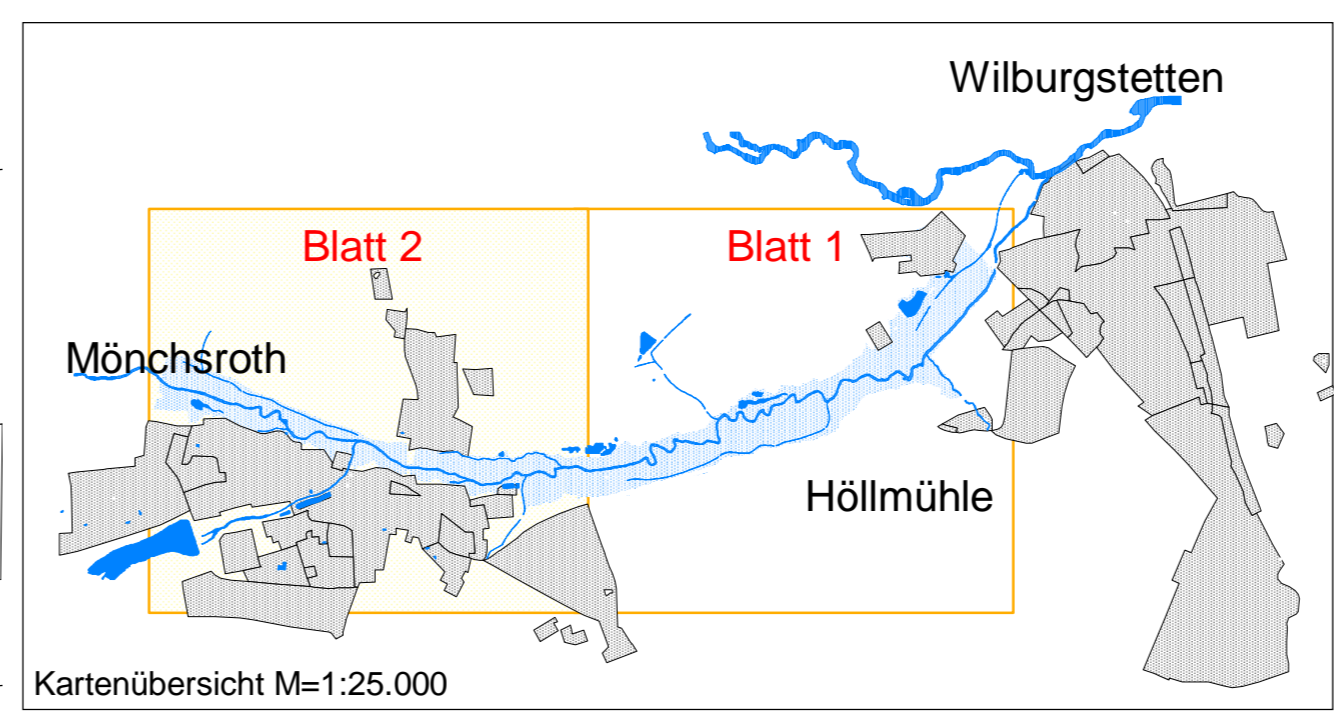 Wilburgstetten
Blatt 2
Blatt 1
Mönchsroth
Höllmühle
Kartenübersicht M=1:25.000